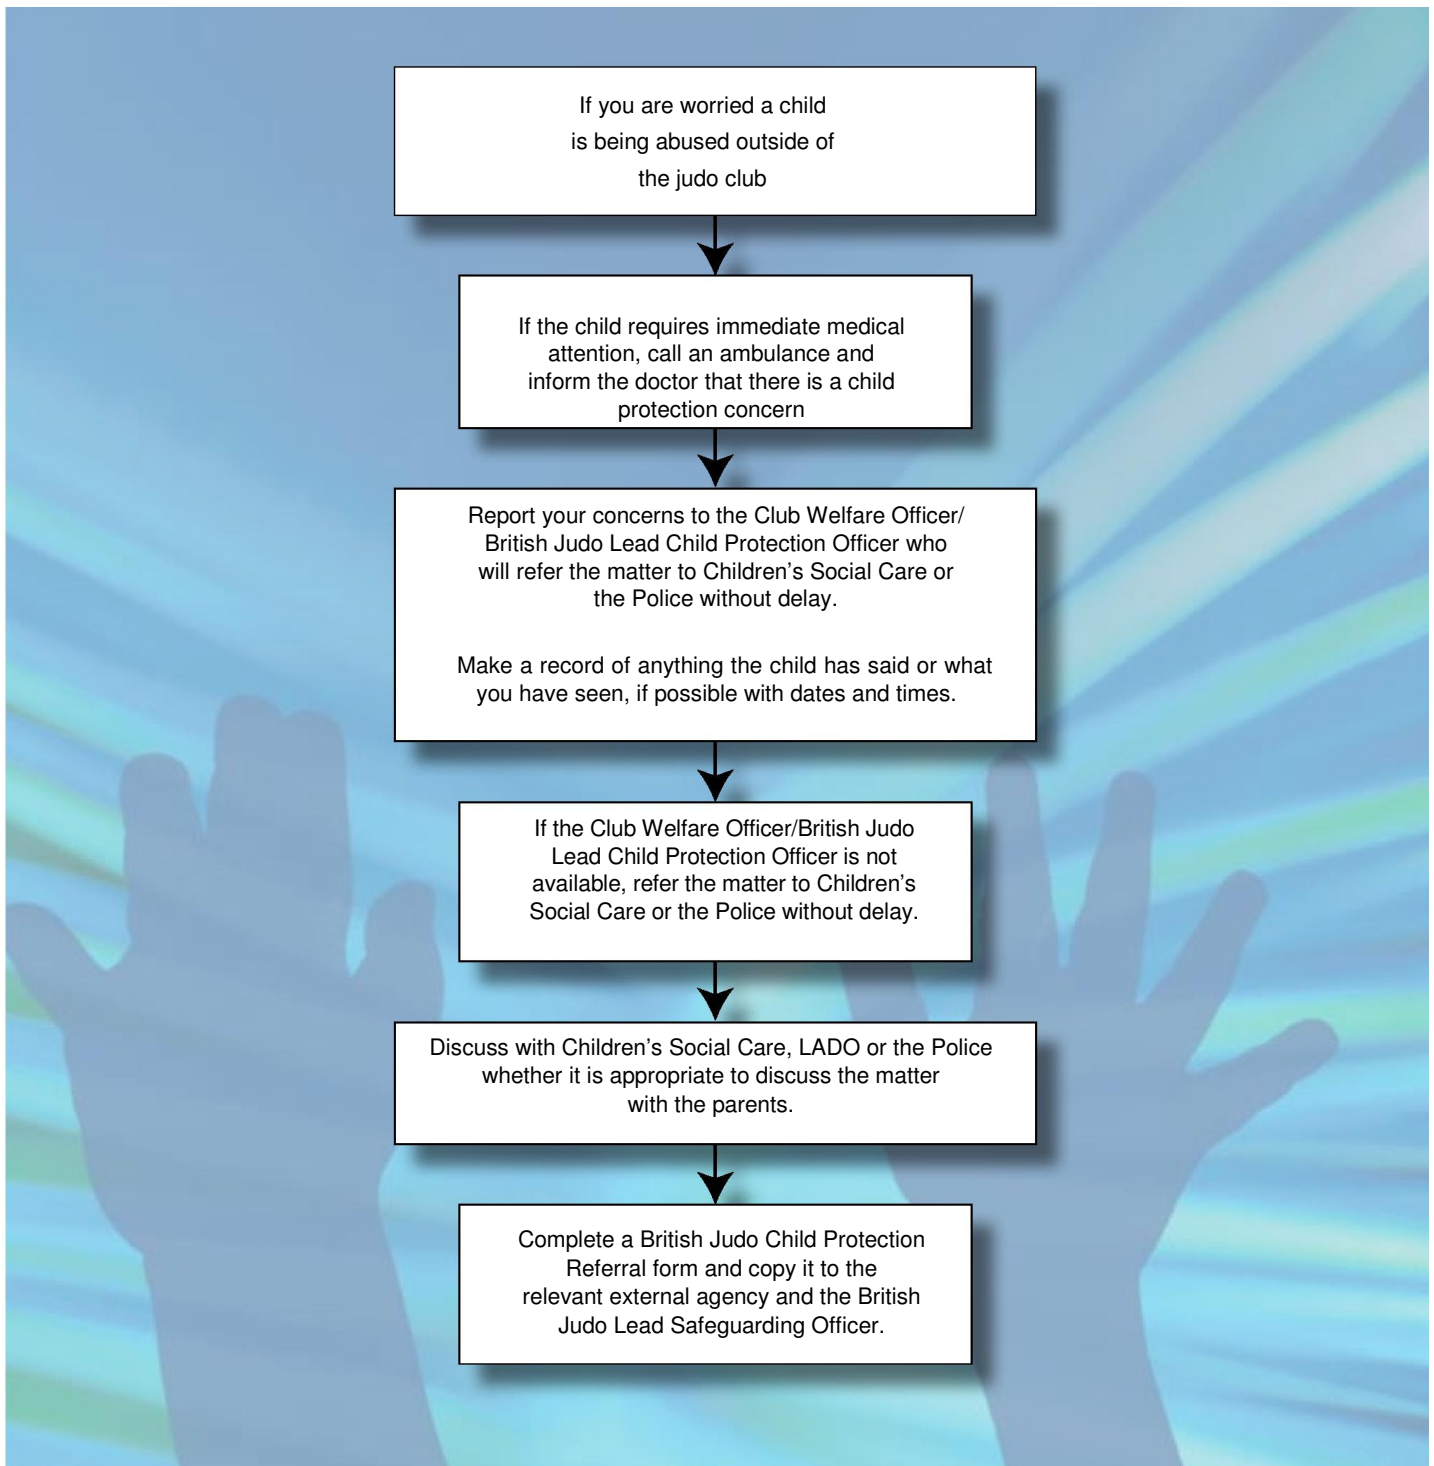 If you are worried a child
is being abused outside of
the judo club
If the child requires immediate medical
attention, call an ambulance and
inform the doctor that there is a child
protection concern
Report your concerns to the Club Welfare Officer/
British Judo Lead Child Protection Officer who
will refer the matter to Children's Social Care or
the Police without delay.
Make a record of anything the child has said or what
you have seen, if possible with dates and times.
If the Club Welfare Officer/British Judo
Lead Child Protection Officer is not
available, refer the matter to Children's
Social Care or the Police without delay.
Discuss with Children's Social Care, LADO or the Police
whether it is appropriate to discuss the matter
with the parents.
Complete a British Judo Child Protection
Referral form and copy it to the
relevant external agency and the British
Judo Lead Safeguarding Officer.